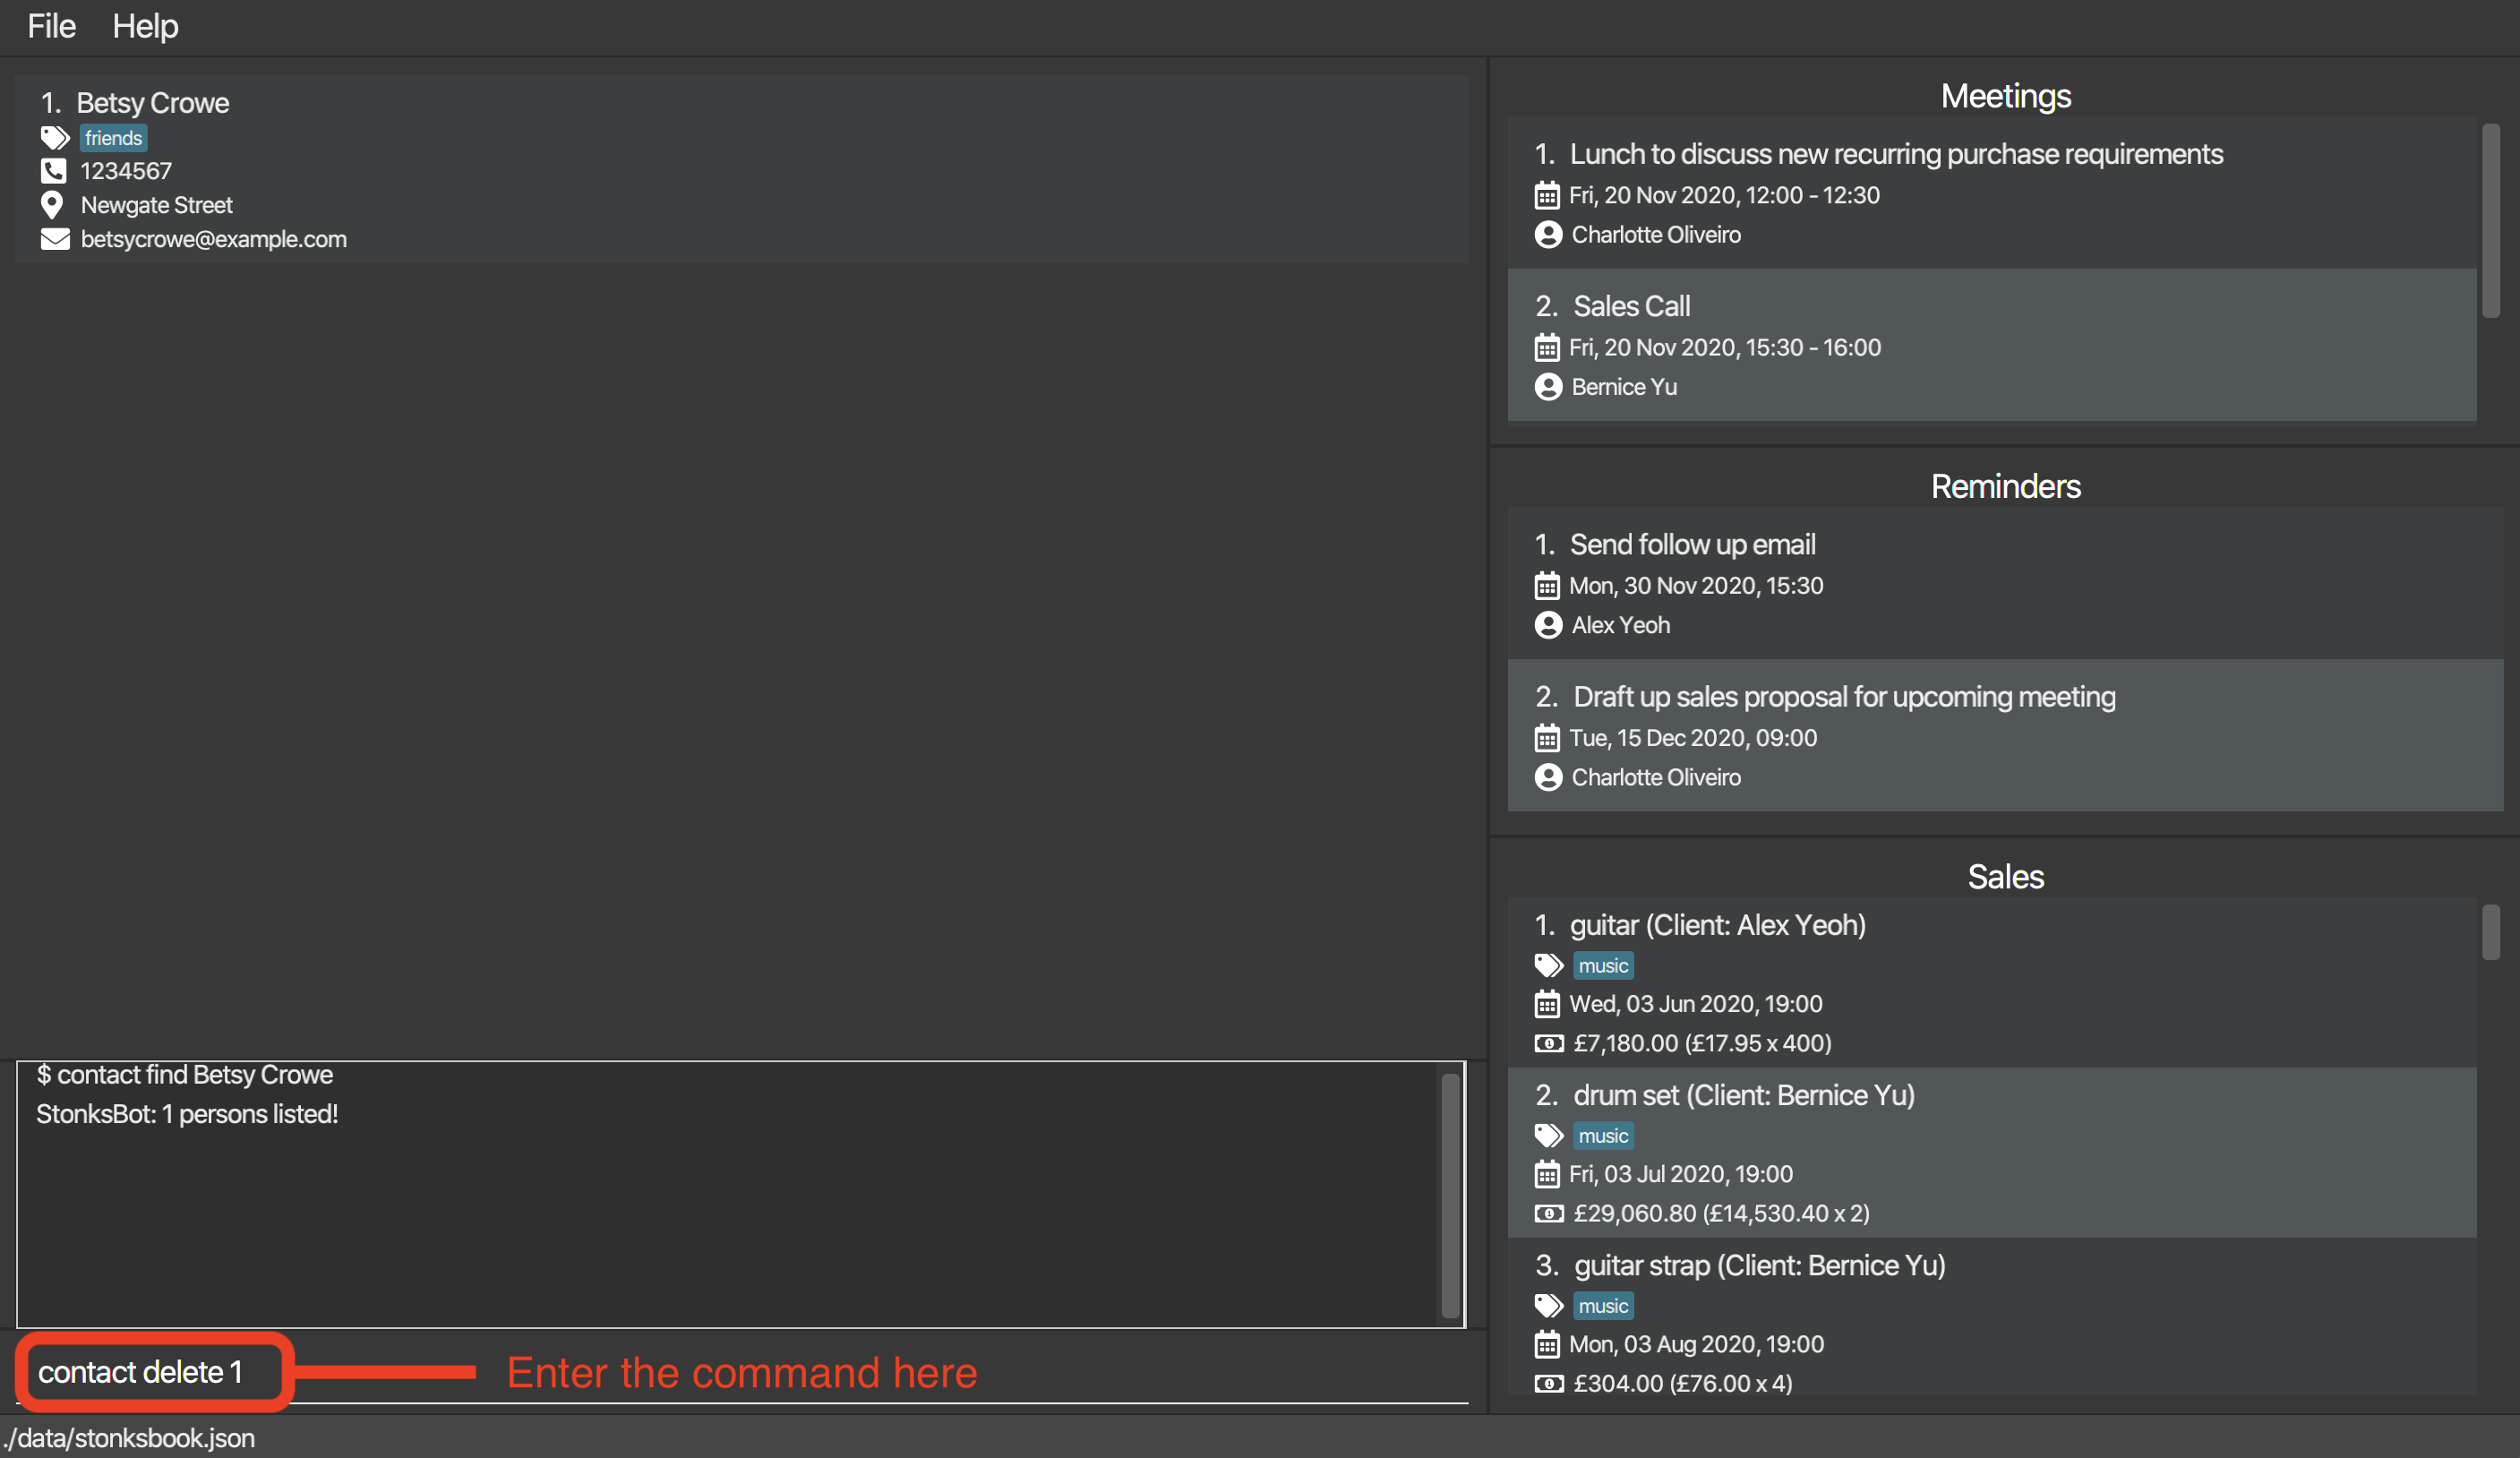 File Help
1. Betsy Crowe
friends
1234567
Newgate Street
betsycrowe@example.com
$ contact find Betsy Crowe
StonksBot: 1 persons listed!
contact delete 1
Enter the command here
./data/stonksbook.json
Meetings
1. Lunch to discuss new recurring purchase requirements
Fri, 20 Nov 2020, 12:00 - 12:30
Charlotte Oliveiro
2. Sales Call
Fri, 20 Nov 2020, 15:30 - 16:00
Bernice Yu
Reminders
1. Send follow up email
Mon, 30 Nov 2020, 15:30
Alex Yeoh
2. Draft up sales proposal for upcoming meeting
Tue, 15 Dec 2020, 09:00
Charlotte Oliveiro
Sales
1. guitar (Client: Alex Yeoh)
music
Wed, 03 Jun 2020, 19:00
£7,180.00 (£17.95 x 400)
2. drum set (Client: Bernice Yu)
music
Fri, 03 Jul 2020, 19:00
£29,060.80 (£14,530.40 x 2)
3. guitar strap (Client: Bernice Yu)
music
Mon, 03 Aug 2020, 19:00
£304.00 (£76.00 x 4)